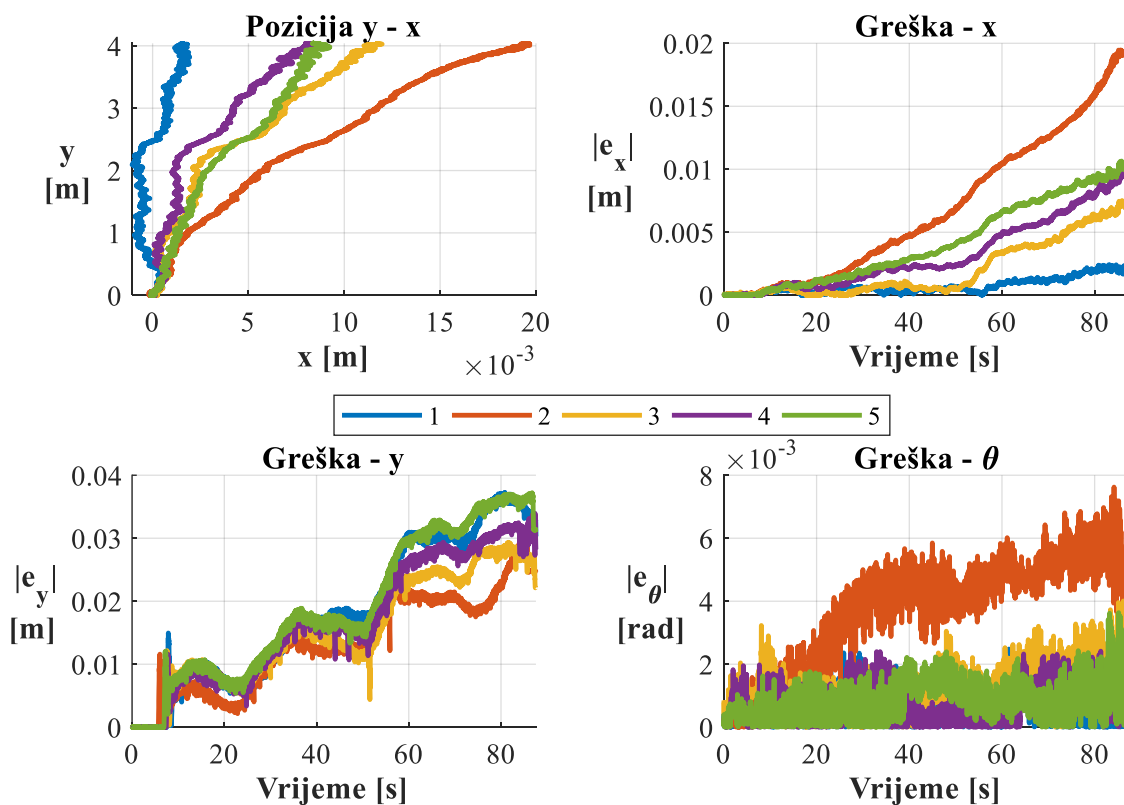 Pozicija y - x
4
3
2
1
0
y
[m]
0
5
10
15
20
x [m]
×10-3
Greška - x
0.02
0.015
0.01
0.005
0
|ex|
[m]
0
20
40
60
80
Vrijeme [s]
1
2
3
4
5
Greška - y
0.04
0.03
0.02
0.01
0
|ey|
[m]
0
20
40
60
80
Vrijeme [s]
×10-3
Greška - θ
8
6
4
2
0
|eθ|
[rad]
0
20
40
60
80
Vrijeme [s]